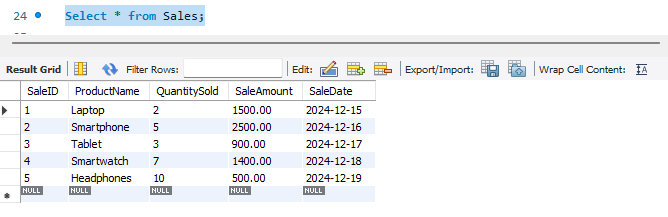 24 Select * from Sales;
Result Grid Filter Rows: Edit: Export/Import: Wrap Cell Content: IA
SaleID ProductName QuantitySold SaleAmount SaleDate
1 Laptop 2 1500.00 2024-12-15
2 Smartphone 5 2500.00 2024-12-16
3 Tablet 3 900.00 2024-12-17
4 Smartwatch 7 1400.00 2024-12-18
5 Headphones 10 500.00 2024-12-19
NULL NULL NULL NULL NULL